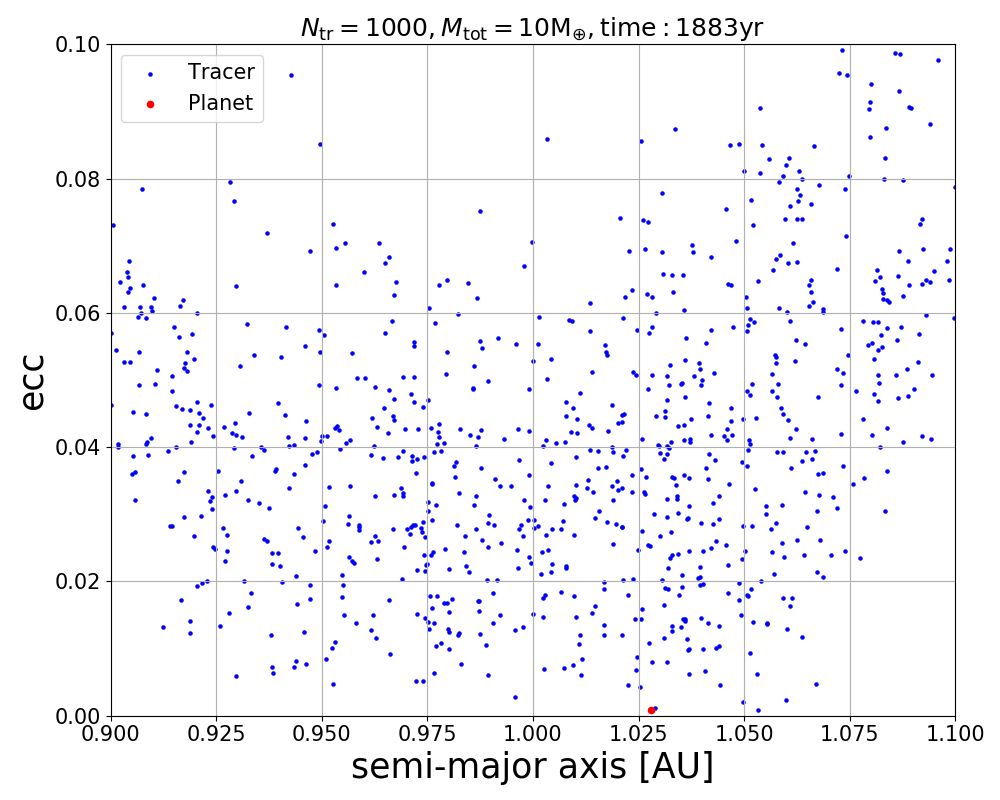 N_tr = 1000, M_tot = 10M_⊕, time : 1883yr
Tracer
Planet
0.10
0.08
0.06
0.04
0.02
0.00
ecc
0.900 0.925 0.950 0.975 1.000 1.025 1.050 1.075 1.100
semi-major axis [AU]